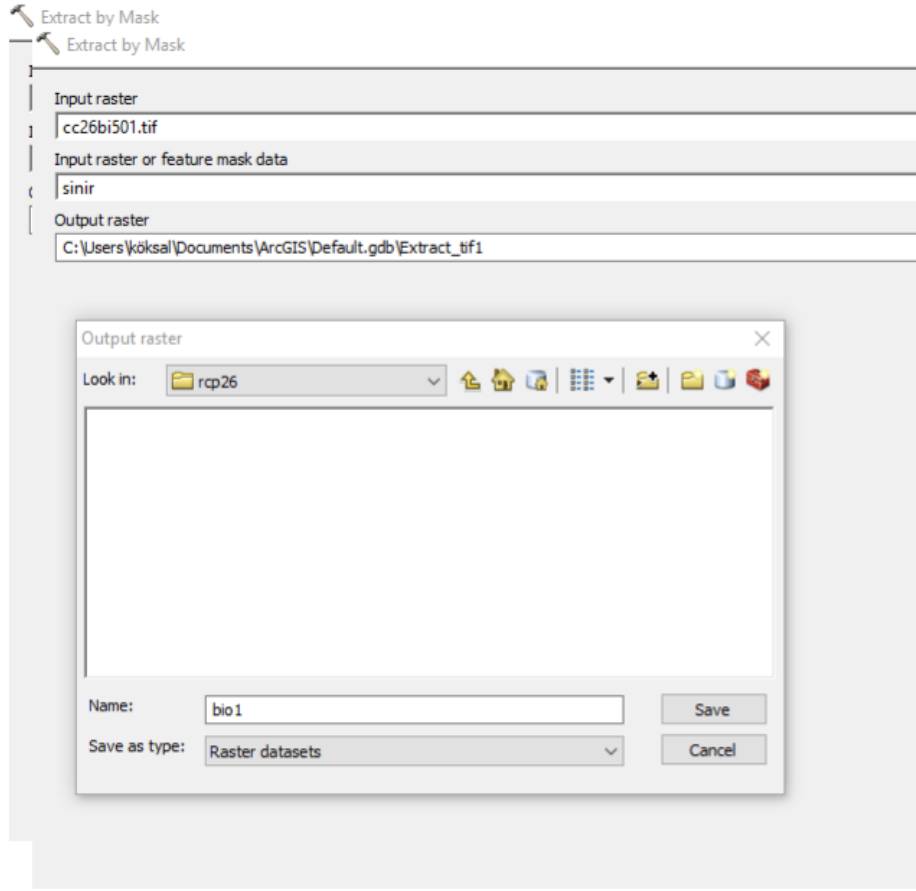 Extract by Mask
Extract by Mask
Input raster
cc26bi501.tif
Input raster or feature mask data
sinir
Output raster
C:\Users\köksal\Documents\ArcGIS\Default.gdb\Extract_tif1
Output raster
Look in: rcp26
Name: bio1 Save
Save as type: Raster datasets Cancel